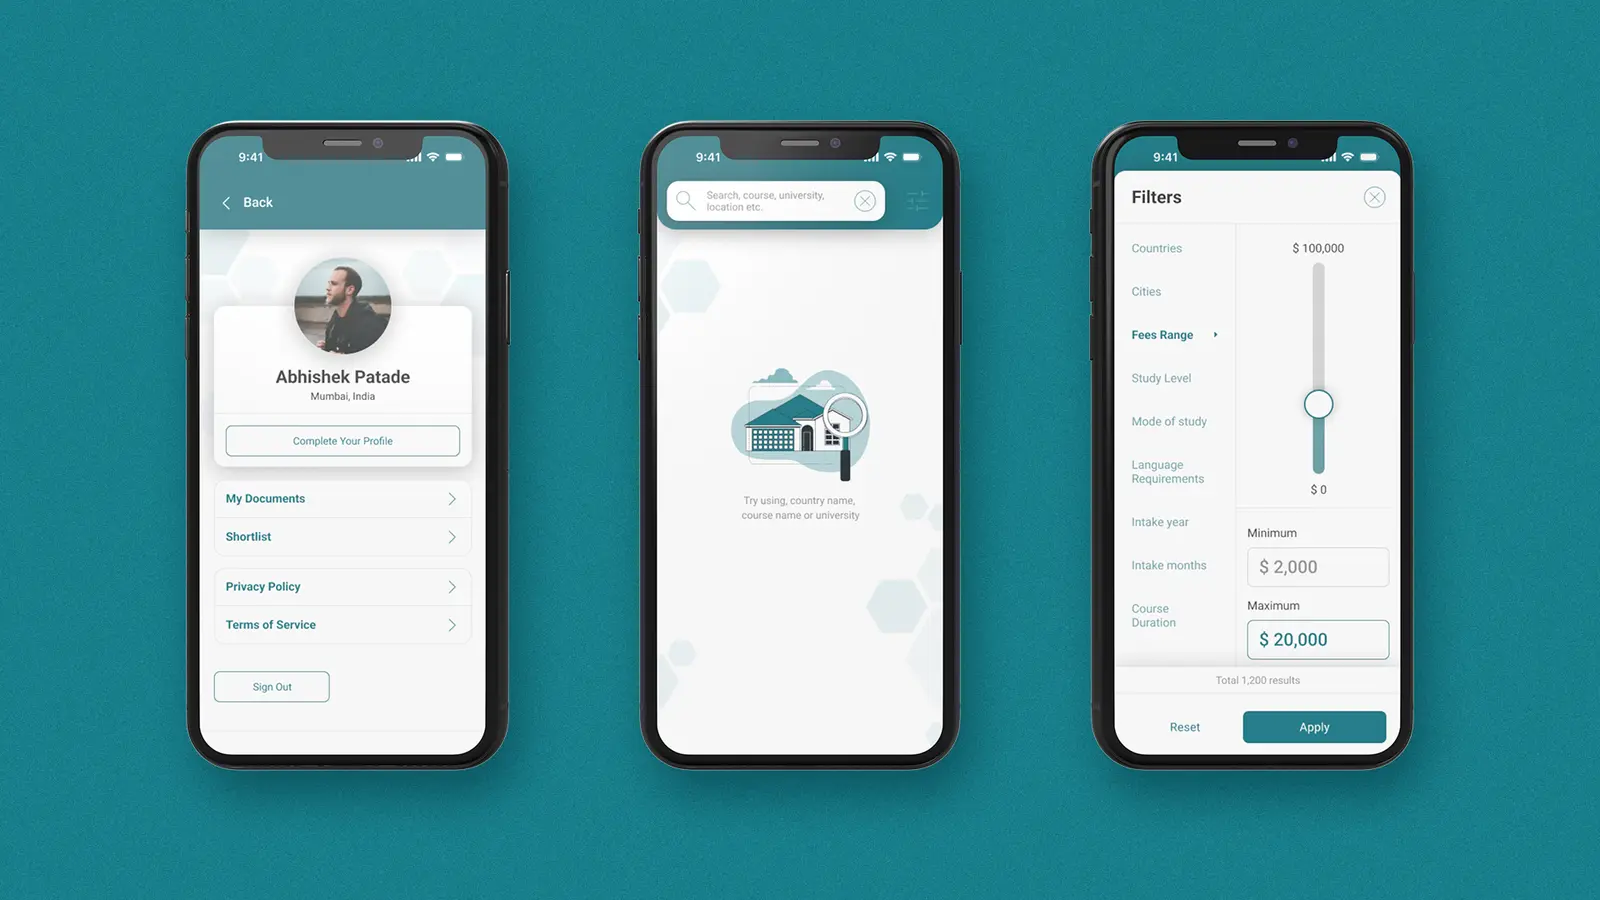 9:41
Back
Abhishek Patade
Mumbai, India
Complete Your Profile
My Documents
Shortlist
Privacy Policy
Terms of Service
Sign Out
9:41
Search, course, university,
location etc.
Try using, country name,
course name or university
9:41
Filters
Countries
Cities
Fees Range
Study Level
Mode of study
Language
Requirements
Intake year
Intake months
Course
Duration
$ 100,000
$ 0
Minimum
$ 2,000
Maximum
$ 20,000
Total 1,200 results
Reset
Apply